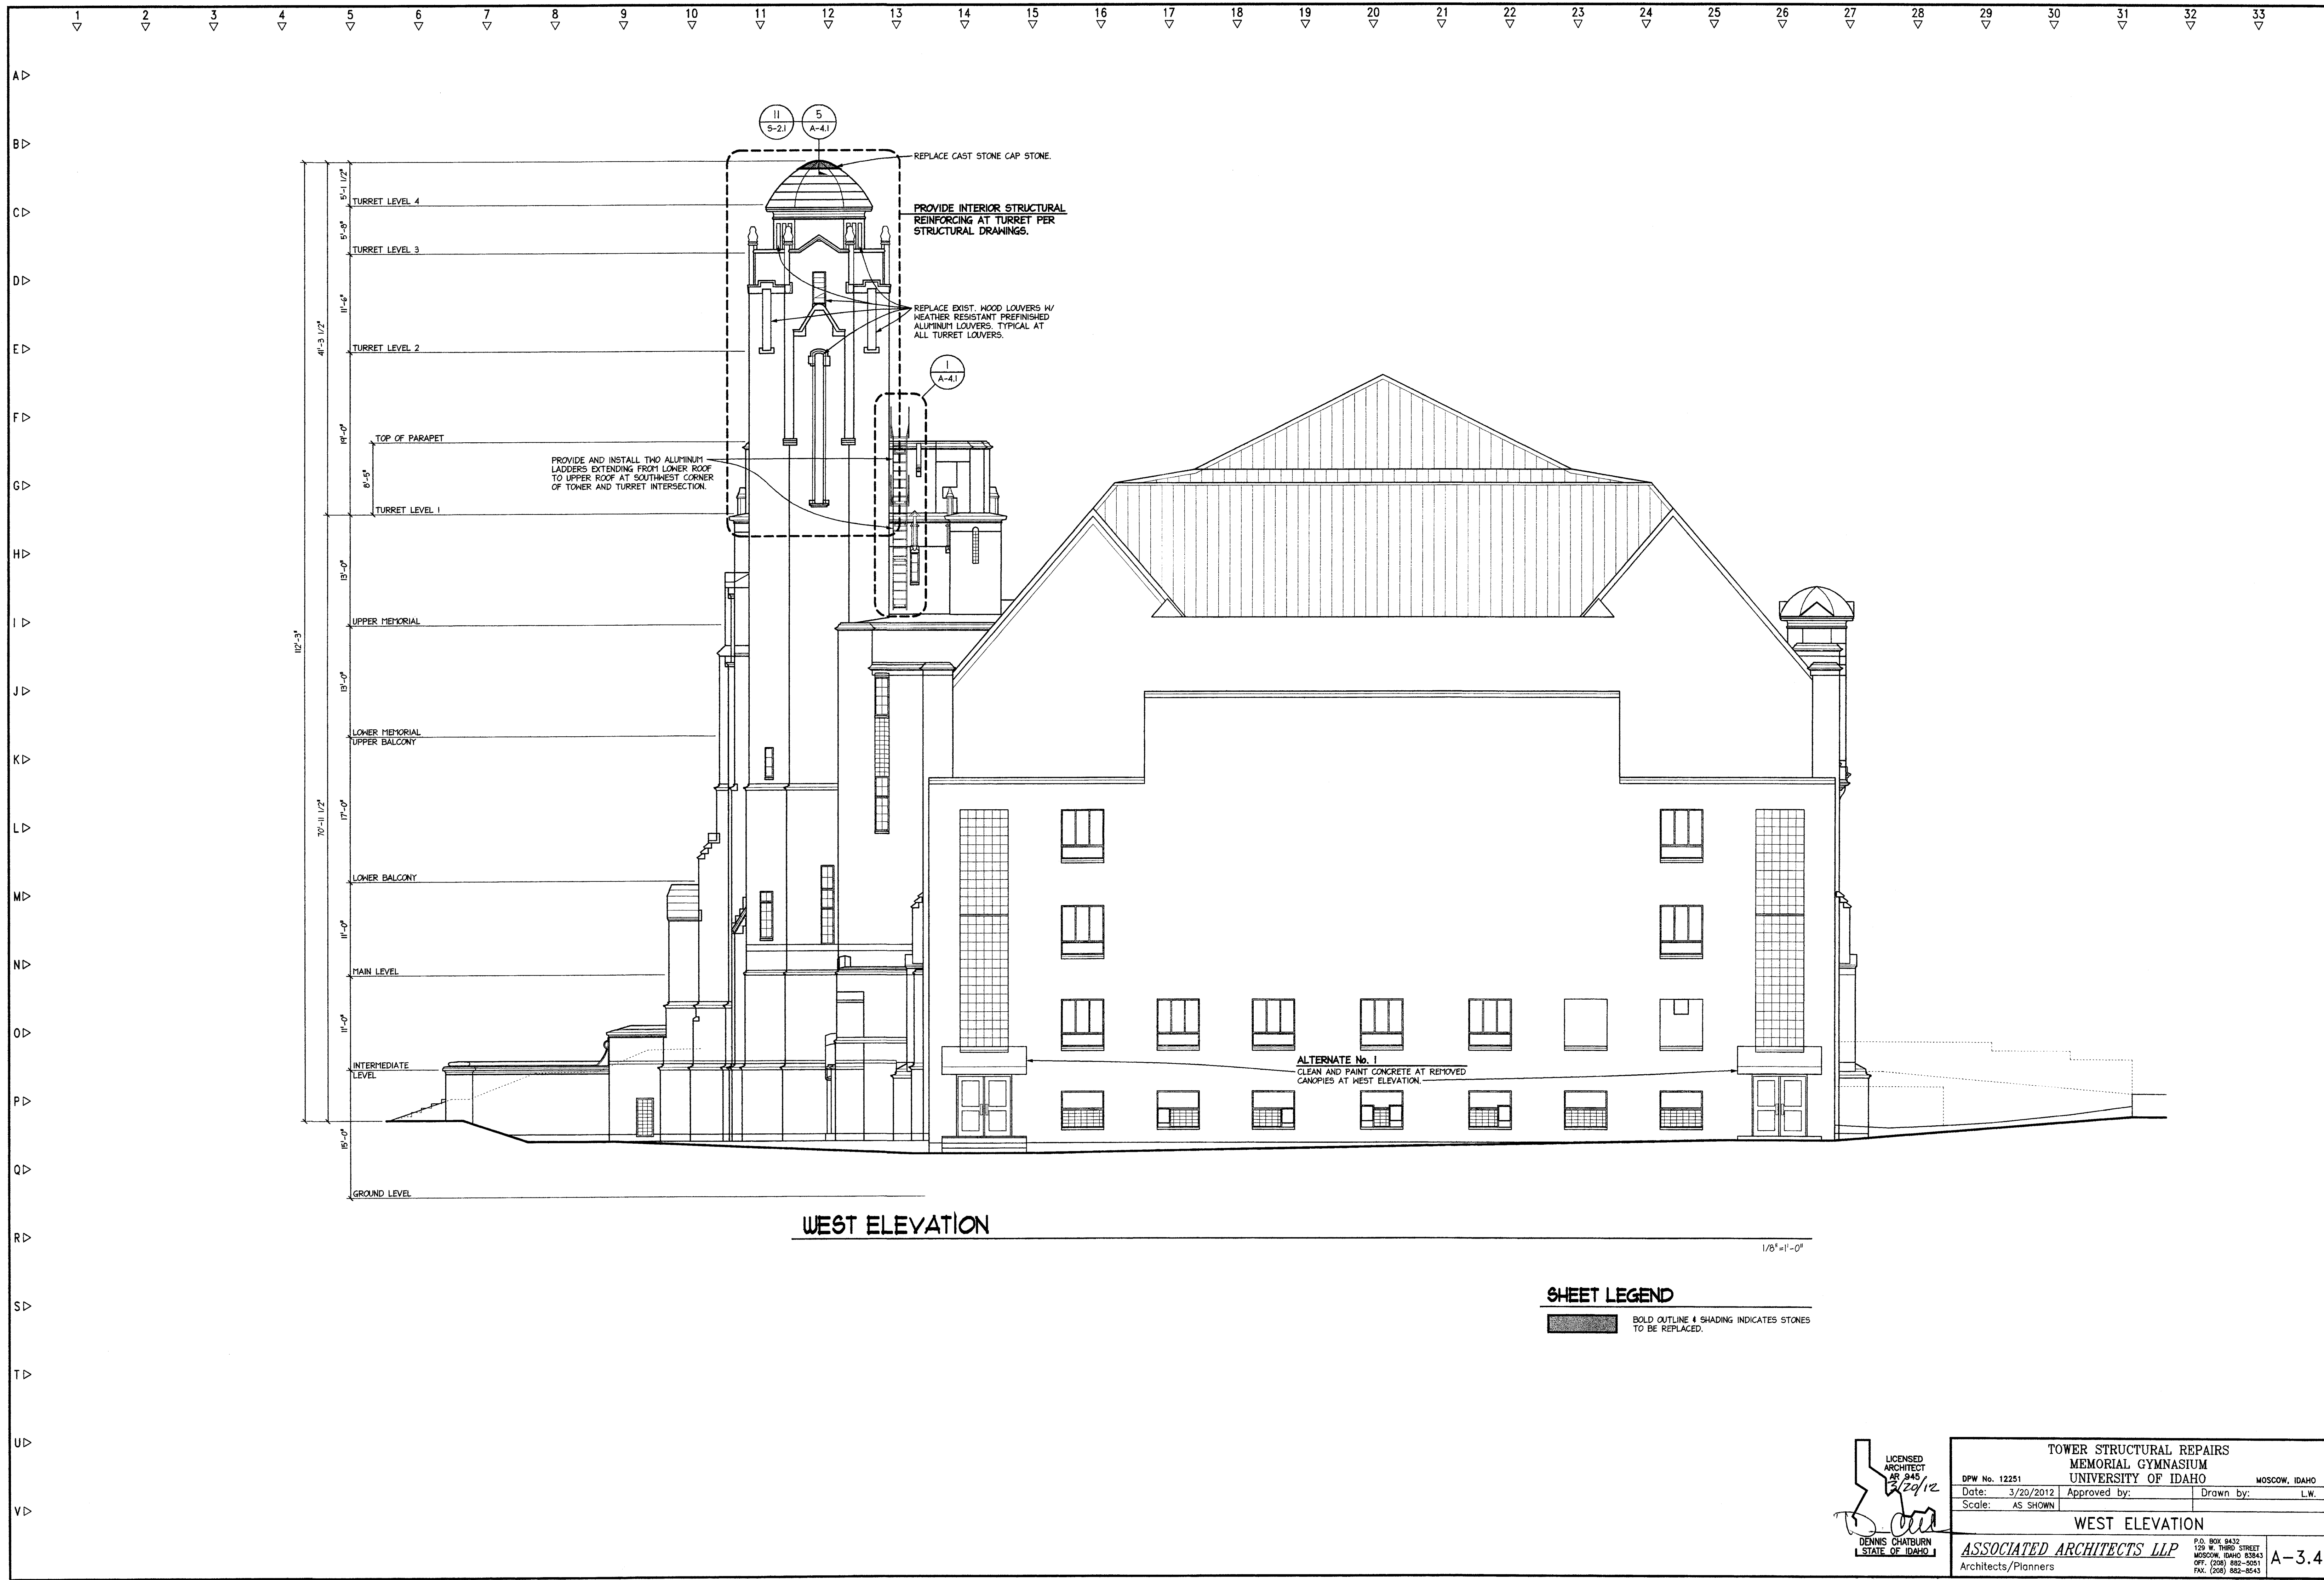 1 2 3 4 5 6 7 8 9 10 11 12 13 14 15 16 17 18 19 20 21 22 23 24 25 26 27 28 29 30 31 32 33
A
B
C
D
E
F
G
H
I
J
K
L
M
N
O
P
Q
R
S
T
U
V
11
S-2.1
5
A-4.1
REPLACE CAST STONE CAP STONE.
PROVIDE INTERIOR STRUCTURAL
REINFORCING AT TURRET PER
STRUCTURAL DRAWINGS.
REPLACE EXIST. WOOD LOUVERS W/
WEATHER RESISTANT PREFINISHED
ALUMINUM LOUVERS. TYPICAL AT
ALL TURRET LOUVERS.
1
A-4.1
PROVIDE AND INSTALL TWO ALUMINUM
LADDERS EXTENDING FROM LOWER ROOF
TO UPPER ROOF AT SOUTHWEST CORNER
OF TOWER AND TURRET INTERSECTION.
5'-1 1/2"
TURRET LEVEL 4
5'-8"
TURRET LEVEL 3
11'-6"
41'-3 1/2"
TURRET LEVEL 2
19'-0"
TOP OF PARAPET
8'-5"
TURRET LEVEL 1
13'-0"
UPPER MEMORIAL
112'-3"
13'-0"
LOWER MEMORIAL
UPPER BALCONY
17'-0"
70'-11 1/2"
LOWER BALCONY
11'-0"
MAIN LEVEL
11'-0"
INTERMEDIATE
LEVEL
15'-0"
GROUND LEVEL
ALTERNATE No. 1
CLEAN AND PAINT CONCRETE AT REMOVED
CANOPIES AT WEST ELEVATION.
WEST ELEVATION
1/8"=1'-0"
SHEET LEGEND
BOLD OUTLINE & SHADING INDICATES STONES
TO BE REPLACED.
LICENSED
ARCHITECT
AR 945
3/20/12
DENNIS CHATBURN
STATE OF IDAHO
TOWER STRUCTURAL REPAIRS
MEMORIAL GYMNASIUM
DPW No. 12251 UNIVERSITY OF IDAHO MOSCOW, IDAHO
Date: 3/20/2012 Approved by: Drawn by: L.W.
Scale: AS SHOWN
WEST ELEVATION
ASSOCIATED ARCHITECTS LLP
Architects/Planners
P.O. BOX 9432
129 W. THIRD STREET
MOSCOW, IDAHO 83843
OFF. (208) 882-5051
FAX. (208) 882-8543
A-3.4